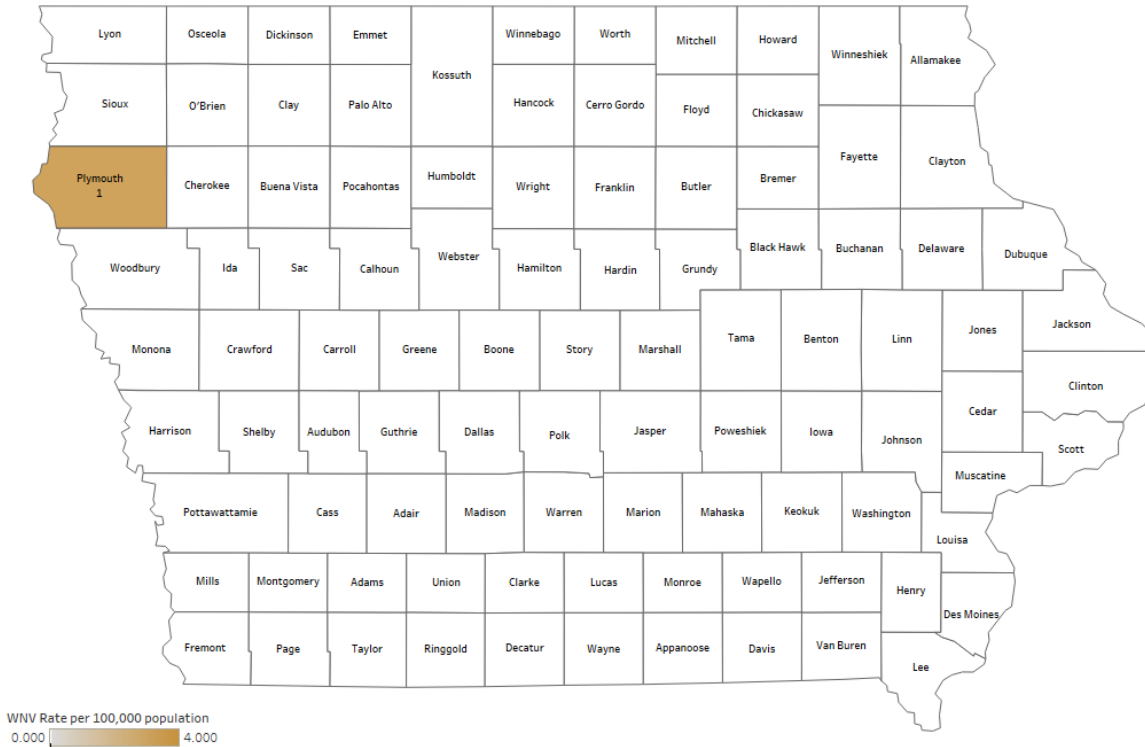 Lyon
Osceola
Dickinson
Emmet
Kossuth
Winnebago
Worth
Mitchell
Howard
Winneshiek
Allamakee
Sioux
O'Brien
Clay
Palo Alto
Hancock
Cerro Gordo
Floyd
Chickasaw
Plymouth
1
Cherokee
Buena Vista
Pocahontas
Humboldt
Wright
Franklin
Butler
Bremer
Fayette
Clayton
Woodbury
Ida
Sac
Calhoun
Webster
Hamilton
Hardin
Grundy
Black Hawk
Buchanan
Delaware
Dubuque
Monona
Crawford
Carroll
Greene
Boone
Story
Marshall
Tama
Benton
Linn
Jones
Jackson
Clinton
Harrison
Shelby
Audubon
Guthrie
Dallas
Polk
Jasper
Poweshiek
Iowa
Johnson
Cedar
Scott
Muscatine
Pottawattamie
Cass
Adair
Madison
Warren
Marion
Mahaska
Keokuk
Washington
Louisa
Mills
Montgomery
Adams
Union
Clarke
Lucas
Monroe
Wapello
Jefferson
Henry
Des Moines
Fremont
Page
Taylor
Ringgold
Decatur
Wayne
Appanoose
Davis
Van Buren
Lee
WNV Rate per 100,000 population
0.000 4.000